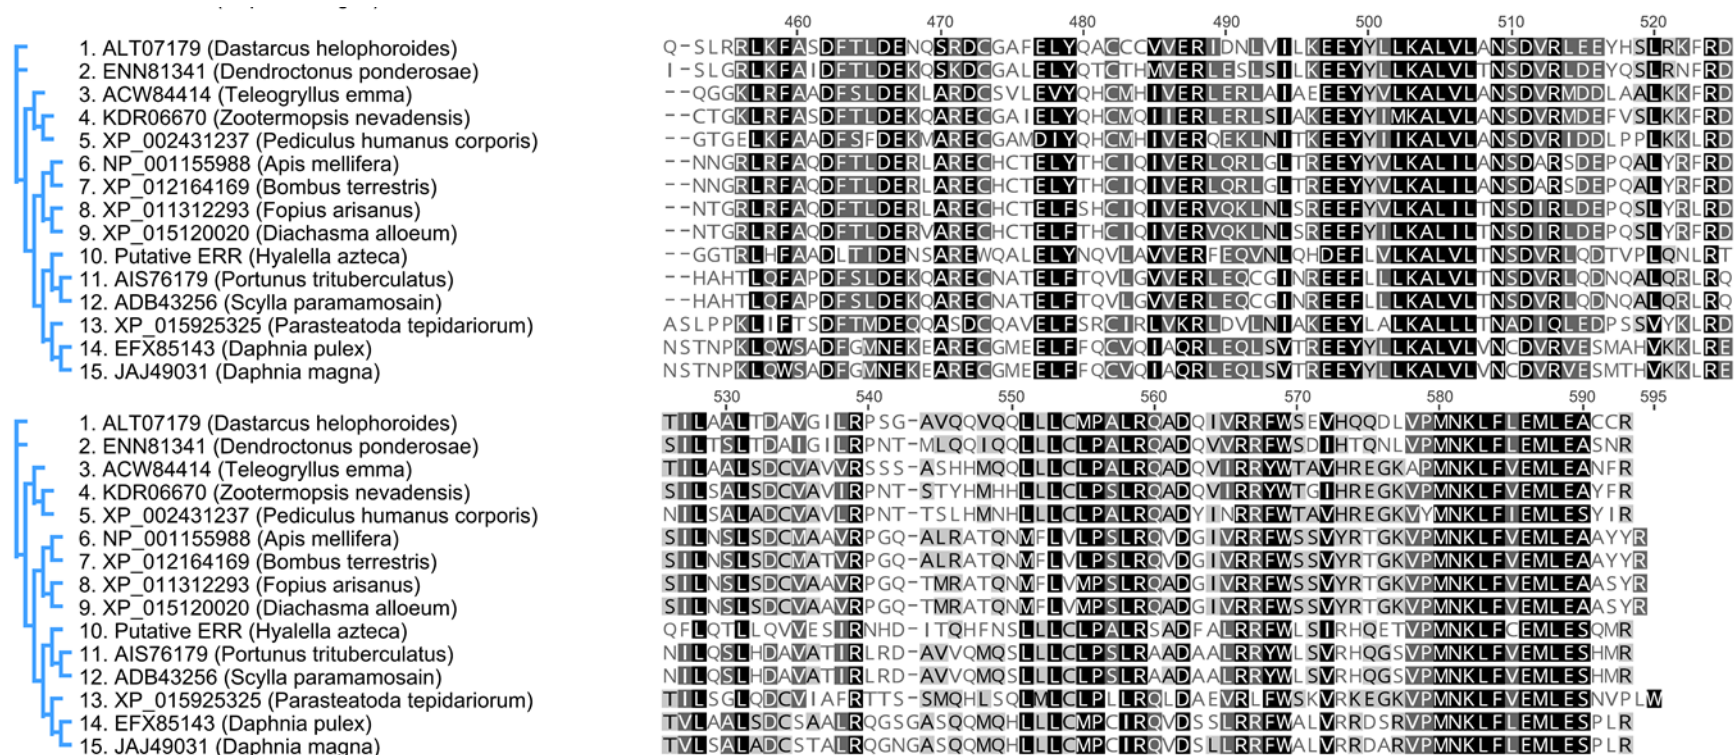 460 470 480 490 500 510 520
1. ALT07179 (Dastarcus helophoroides) Q-SLRRLKFASDFTLDENQSRDCGAFELYQACCCVVERIDNLVILKEEYYLLKALVLANSDVRLEEYHSLRKFRD
2. ENN81341 (Dendroctonus ponderosae) I-SLGRLKFAIDFTLDEKQSKDCGALELYQTCTHMVERLESLSILKEEYYLLKALVLTNSDVRLDEYQSLRNFRD
3. ACW84414 (Teleogryllus emma) --QGGKLRFAADFSLDEKLARDCSVLEVYQHCMHIVERLERLAIAEEEYYVLKALVLANSDVRMDDLAALKKFRD
4. KDR06670 (Zootermopsis nevadensis) --CTGKLRFASDFTLDEKQARDCGAIELYQHCMQIIERLERLSIAKEEYYIMKALVLANSDVRMDEFVSLKKFRD
5. XP_002431237 (Pediculus humanus corporis) --GTGELKFAADFSFDEKMARECGAMDIYQHCMHIVERQEKLNITKEEYYILKALVLANSDVRIDDLPPLKKLRD
6. NP_001155988 (Apis mellifera) --NNGRLRFAQDFTLDERLARECHCTELYTHCIQIVERLQRLGLTREEYYVLKALILANSDARSDEPQALYRFRD
7. XP_012164169 (Bombus terrestris) --NNGRLRFAQDFTLDERLARECHCTELYTHCIQIVERLQRLGLTREEYYVLKALILANSDARSDEPQALYRFRD
8. XP_011312293 (Fopius arisanus) --NTGRLRFAQDFTLDERLARECHCTELFSHCIQIVERVQKLNLSREEFYVLKALILTNSDIRLDEPQSLYRLRD
9. XP_015120020 (Diachasma alloeum) --NTGRLRFAQDFTLDERVARECHCTELFTHCIQIVERVQKLNLSREEFYILKALILTNSDIRLDEPQSLYRFRD
10. Putative ERR (Hyalella azteca) --GGTRLHFAADLTIDENSAREWQALELYNQVLAVVERFEQVNLQHDEFLVLKALVLANSDVRLQDTVPLQNLRT
11. AIS76179 (Portunus trituberculatus) --HAHTLQFAPDFSLDEKQARECNATELFTQVLGVVERLEQCGINREEFLLLKALVLTNSDVRLQDNQALQRLRQ
12. ADB43256 (Scylla paramamosain) --HAHTLQFAPDFSLDEKQARECNATELFTQVLGVVERLEQCGINREEFLLLKALVLTNSDVRLQDNQALQRLRQ
13. XP_015925325 (Parasteatoda tepidariorum) ASLPPKLIFTSDFTMDEQQASDCQAVELFSRCIRLVKRLDVLNIAKEEYLALKALLLTNADIQLEDPSSVYKLRD
14. EFX85143 (Daphnia pulex) NSTNPKLQWSADFGMNEKEARECGMEELFFQCVQIAQRLEQLSVTREEYYLLKALVLVNCDVRVESMAHVKKLRE
15. JAJ49031 (Daphnia magna) NSTNPKLQWSADFGMNEKEARECGMEELFFQCVQIAQRLEQLSVTREEYYLLKALVLVNCDVRVESMTHVKKLRE
530 540 550 560 570 580 590 595
1. ALT07179 (Dastarcus helophoroides) TILAALTDAVGILRPSG-AVQQVQQLLLCMPALRQADQIVRRFWSEVHQQDLVPMNKLFLEMLEACCR
2. ENN81341 (Dendroctonus ponderosae) SILTSLTDAIGILRPNT-MLQQIQQLLLCMPALRQADQVVRRFWSDIHTQNLVPMNKLFLEMLEASNR
3. ACW84414 (Teleogryllus emma) TILAALSDCVAVVRSSS-ASHHMQQLLLCLPALRQADQVIRRYWTAVHREGKAPMNKLFVEMLEANFR
4. KDR06670 (Zootermopsis nevadensis) SILSALSDCVAVIRPNT-STYHMHHLLLCLPSLRQADQVIRRYWTGIHREGKVPMNKLFVEMLEAYFR
5. XP_002431237 (Pediculus humanus corporis) NILSALADCVAVLRPNT-TSLHMNHLLLCLPALRQADYINRRFWTAVHREGKVYMNKLFVEMLESYIR
6. NP_001155988 (Apis mellifera) SILNSLSDCMAAVRPGQ-ALRATQNMFLVLPSLRQVDGIVRRFWSSVYRTGKVPMNKLFVEMLEAAYYR
7. XP_012164169 (Bombus terrestris) SILNSLSDCMATVRPGQ-ALRATQNMFLVLPSLRQVDGIVRRFWSSVYRTGKVPMNKLFVEMLEAAYYR
8. XP_011312293 (Fopius arisanus) SILNSLSDCVAAVRPGQ-TMRATQNMFLVMPSLRQADGIVRRFWSSVYRTGKVPMNKLFVEMLEAASYR
9. XP_015120020 (Diachasma alloeum) SILNSLSDCVAAVRPGQ-TMRATQNMFLVMPSLRQADGIVRRFWSSVYRTGKVPMNKLFVEMLEAASYR
10. Putative ERR (Hyalella azteca) QFLQTLLQVVESIRNHD-ITQHFNSLLLCLPALRSADFALRRFWLSIRHQETVPMNKLFCEMLESQMR
11. AIS76179 (Portunus trituberculatus) NILQSLHDAVATIRLRD-AVVQMQSLLLCLPSLRAADAALRRYWLSVRHQGSVPMNKLFVEMLESHMR
12. ADB43256 (Scylla paramamosain) NILQSLHDAVATIRLRD-AVVQMQSLLLCLPSLRAADAALRRYWLSVRHQGSVPMNKLFVEMLESHMR
13. XP_015925325 (Parasteatoda tepidariorum) TILSGLQDCVIAFRTTS-SMQHLSQLMLCLPLLRQLDAEVRLFWSKVRKEGKVPMNKLFVEMLESNVPLW
14. EFX85143 (Daphnia pulex) TVLAALSDCSAALRQGSGASQQMQHLLLCMPCIRQVDSSLRRFWALVRRDSRVPMNKLFLEMLESPLR
15. JAJ49031 (Daphnia magna) TVLSALADCSTALRQGNGASQQMQHLLLCMPCIRQVDSLLRRFWALVRRDARVPMNKLFLEMLESPLR